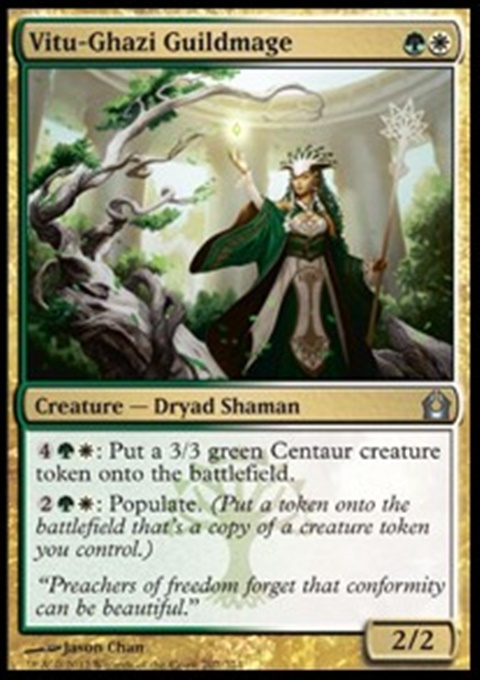 Vitu-Ghazi Guildmage
Creature — Dryad Shaman
4: Put a 3/3 green Centaur creature
token onto the battlefield.
2: Populate. (Put a token onto the
battlefield that's a copy of a creature token
you control.)
"Preachers of freedom forget that conformity
can be beautiful."
Jason Chan
2/2